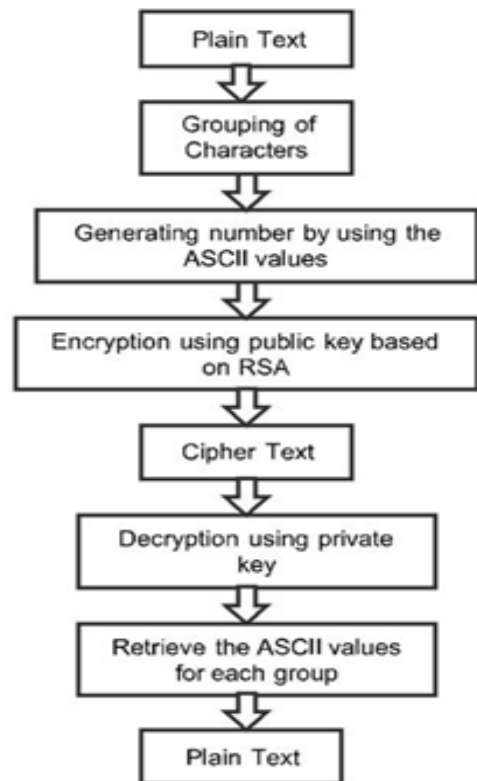 Plain Text
Grouping of
Characters
Generating number by using the
ASCII values
Encryption using public key based
on RSA
Cipher Text
Decryption using private
key
Retrieve the ASCII values
for each group
Plain Text